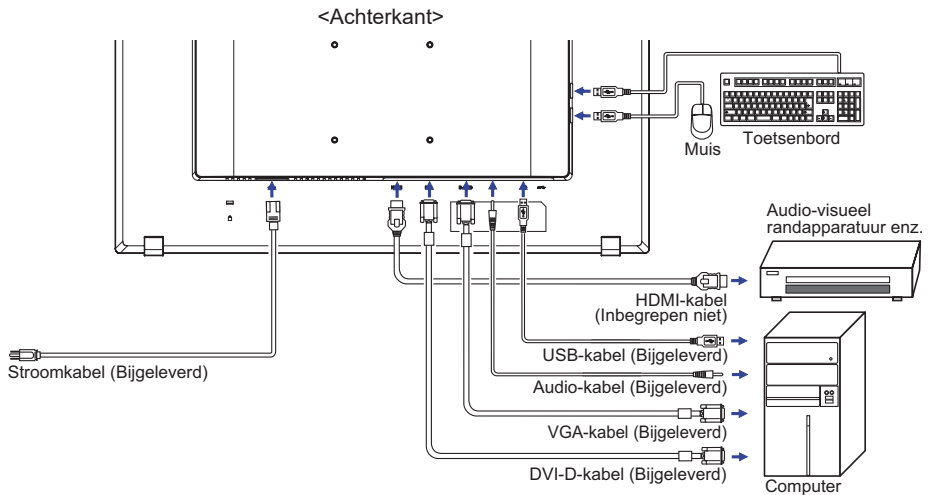 <Achterkant>
Muis
Toetsenbord
Audio-visueel
randapparatuur enz.
HDMI-kabel
(Inbegrepen niet)
USB-kabel (Bijgeleverd)
Stroomkabel (Bijgeleverd)
Audio-kabel (Bijgeleverd)
VGA-kabel (Bijgeleverd)
DVI-D-kabel (Bijgeleverd)
Computer